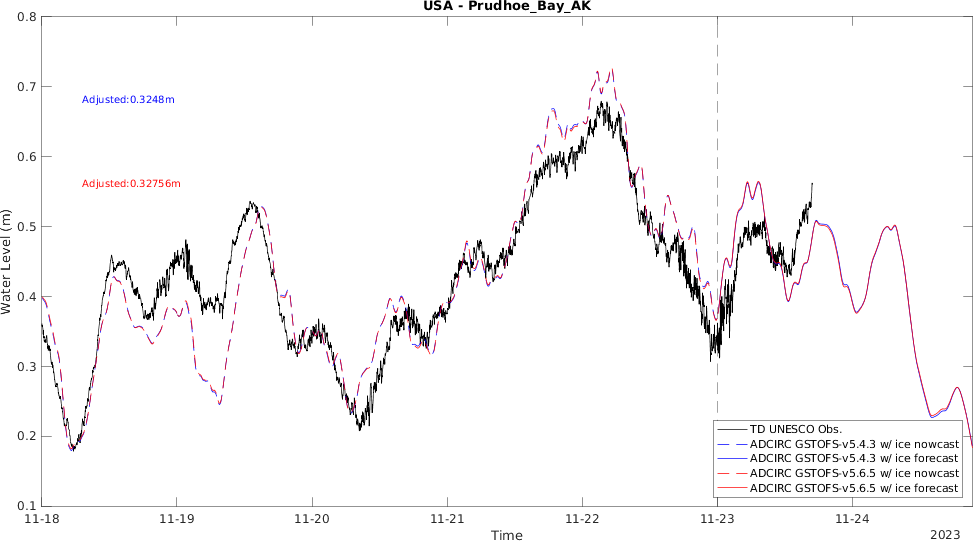 USA - Prudhoe_Bay_AK
0.8
0.7
0.6
0.5
0.4
0.3
0.2
0.1
Water Level (m)
Adjusted:0.3248m
Adjusted:0.32756m
TD UNESCO Obs.
ADCIRC GSTOFS-v5.4.3 w/ ice nowcast
ADCIRC GSTOFS-v5.4.3 w/ ice forecast
ADCIRC GSTOFS-v5.6.5 w/ ice nowcast
ADCIRC GSTOFS-v5.6.5 w/ ice forecast
11-18 11-19 11-20 11-21 11-22 11-23 11-24
Time
2023